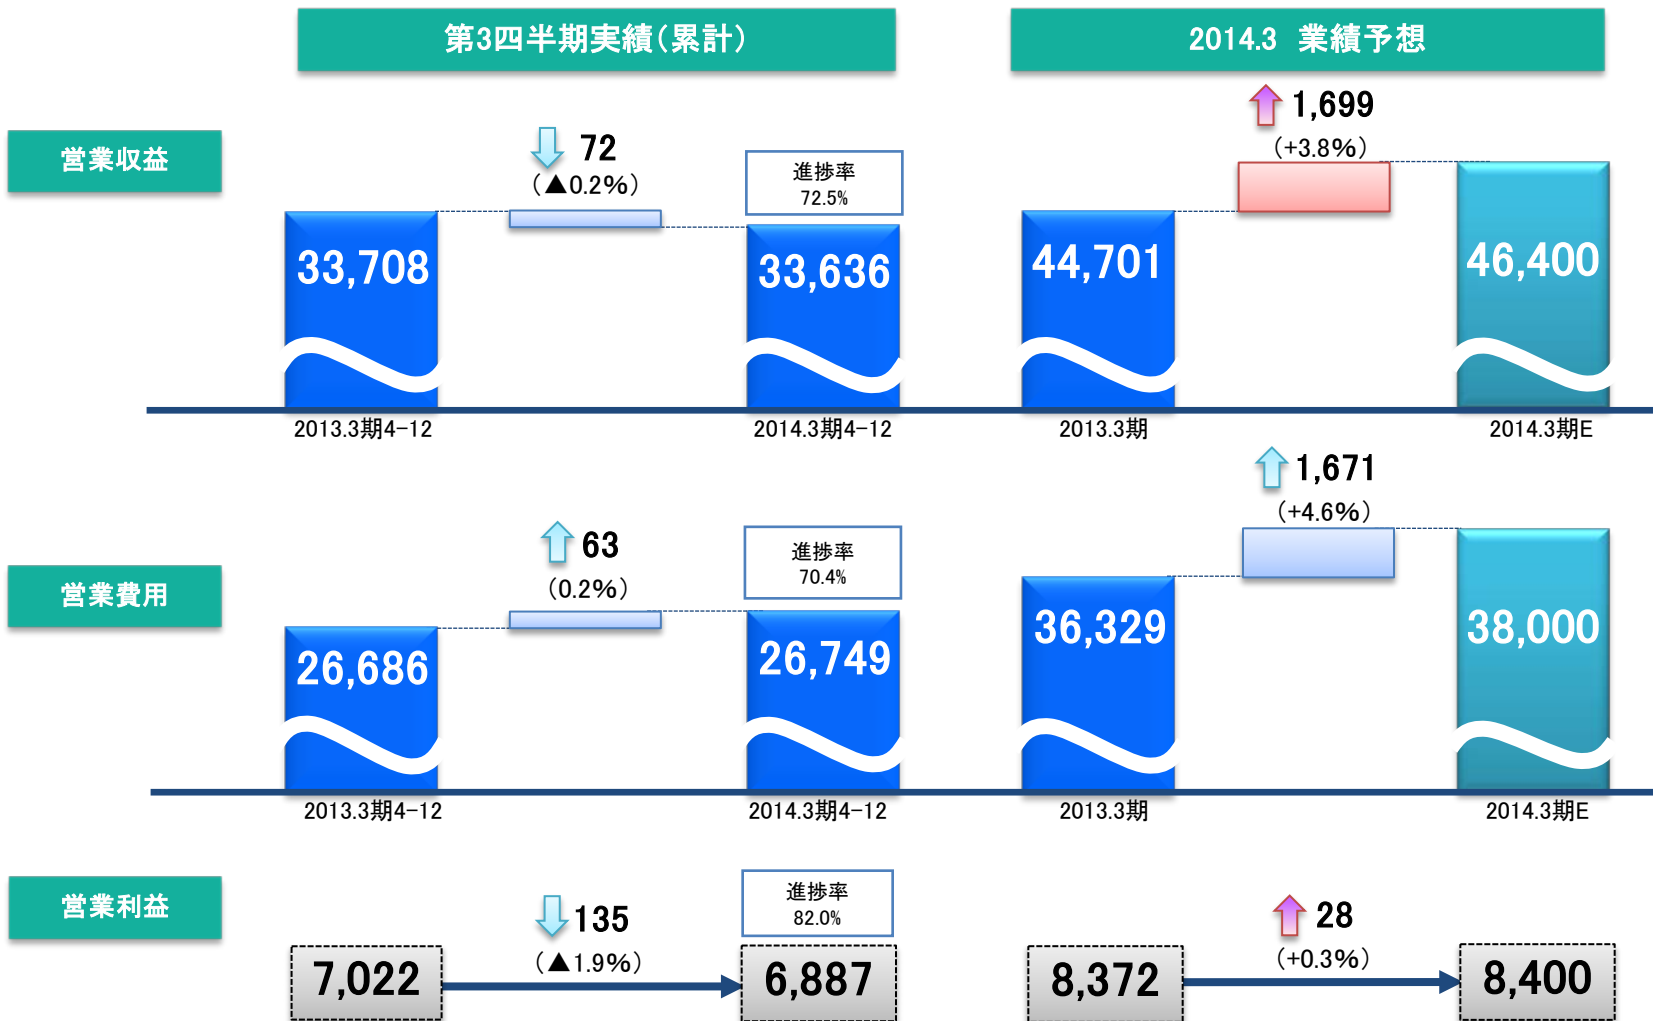 第3四半期実績(累計)
2014.3 業績予想
営業収益
72
(▲0.2%)
進捗率
72.5%
33,708
33,636
2013.3期4-12
2014.3期4-12
1,699
(+3.8%)
44,701
46,400
2013.3期
2014.3期E
営業費用
63
(0.2%)
進捗率
70.4%
26,686
26,749
2013.3期4-12
2014.3期4-12
1,671
(+4.6%)
36,329
38,000
2013.3期
2014.3期E
営業利益
135
(▲1.9%)
進捗率
82.0%
7,022
6,887
28
(+0.3%)
8,372
8,400